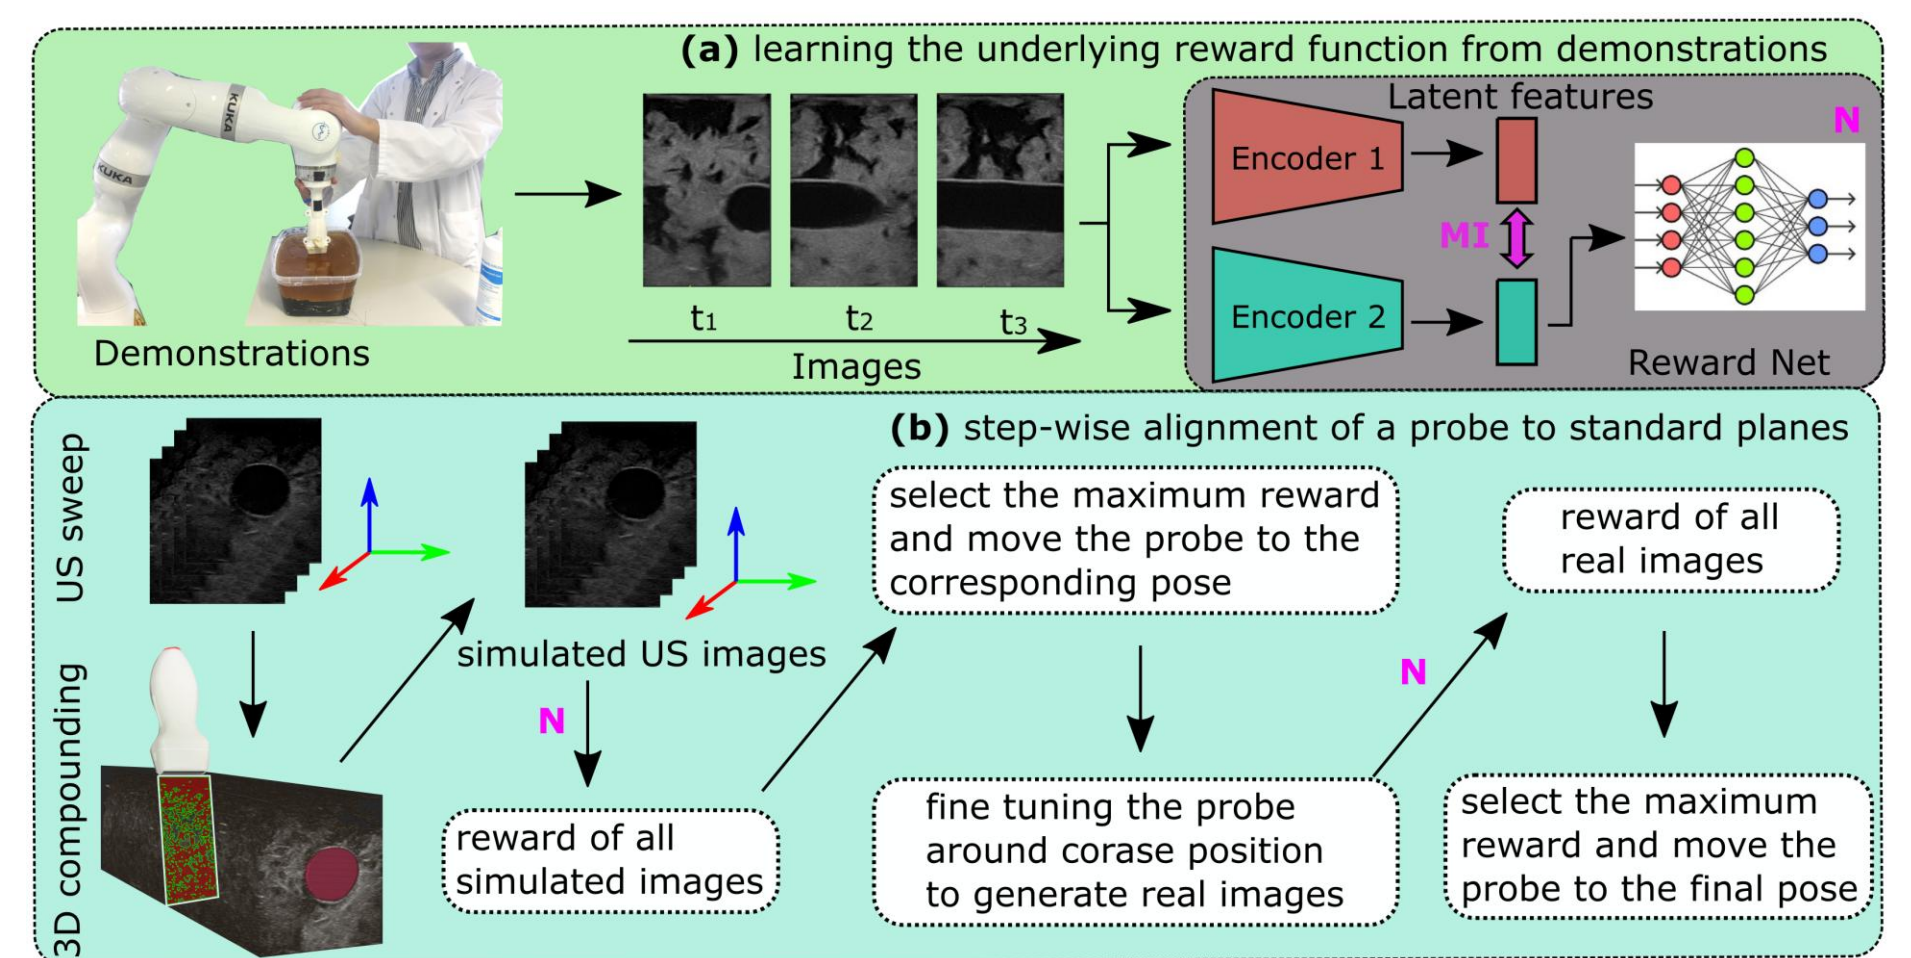 (a) learning the underlying reward function from demonstrations
KUKA
KUKA
Demonstrations
t1
t2
t3
Images
Latent features
Encoder 1
Encoder 2
MI
N
Reward Net
(b) step-wise alignment of a probe to standard planes
US sweep
3D compounding
simulated US images
N
reward of all
simulated images
select the maximum reward
and move the probe to the
corresponding pose
fine tuning the probe
around corase position
to generate real images
N
reward of all
real images
select the maximum
reward and move the
probe to the final pose